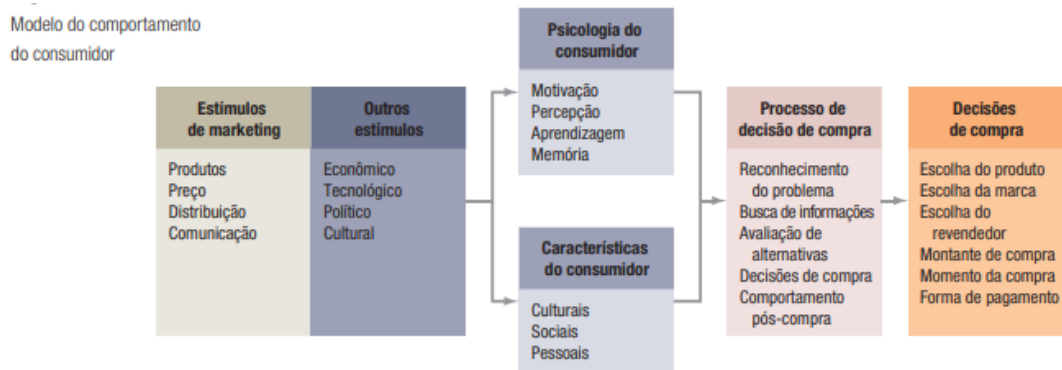 Modelo do comportamento
do consumidor
Estímulos
de marketing
Produtos
Preço
Distribuição
Comunicação
Outros
estímulos
Econômico
Tecnológico
Político
Cultural
Psicologia do
consumidor
Motivação
Percepção
Aprendizagem
Memória
Características
do consumidor
Culturais
Sociais
Pessoais
Processo de
decisão de compra
Reconhecimento
do problema
Busca de informações
Avaliação de
alternativas
Decisões de compra
Comportamento
pós-compra
Decisões
de compra
Escolha do produto
Escolha da marca
Escolha do
revendedor
Montante de compra
Momento da compra
Forma de pagamento